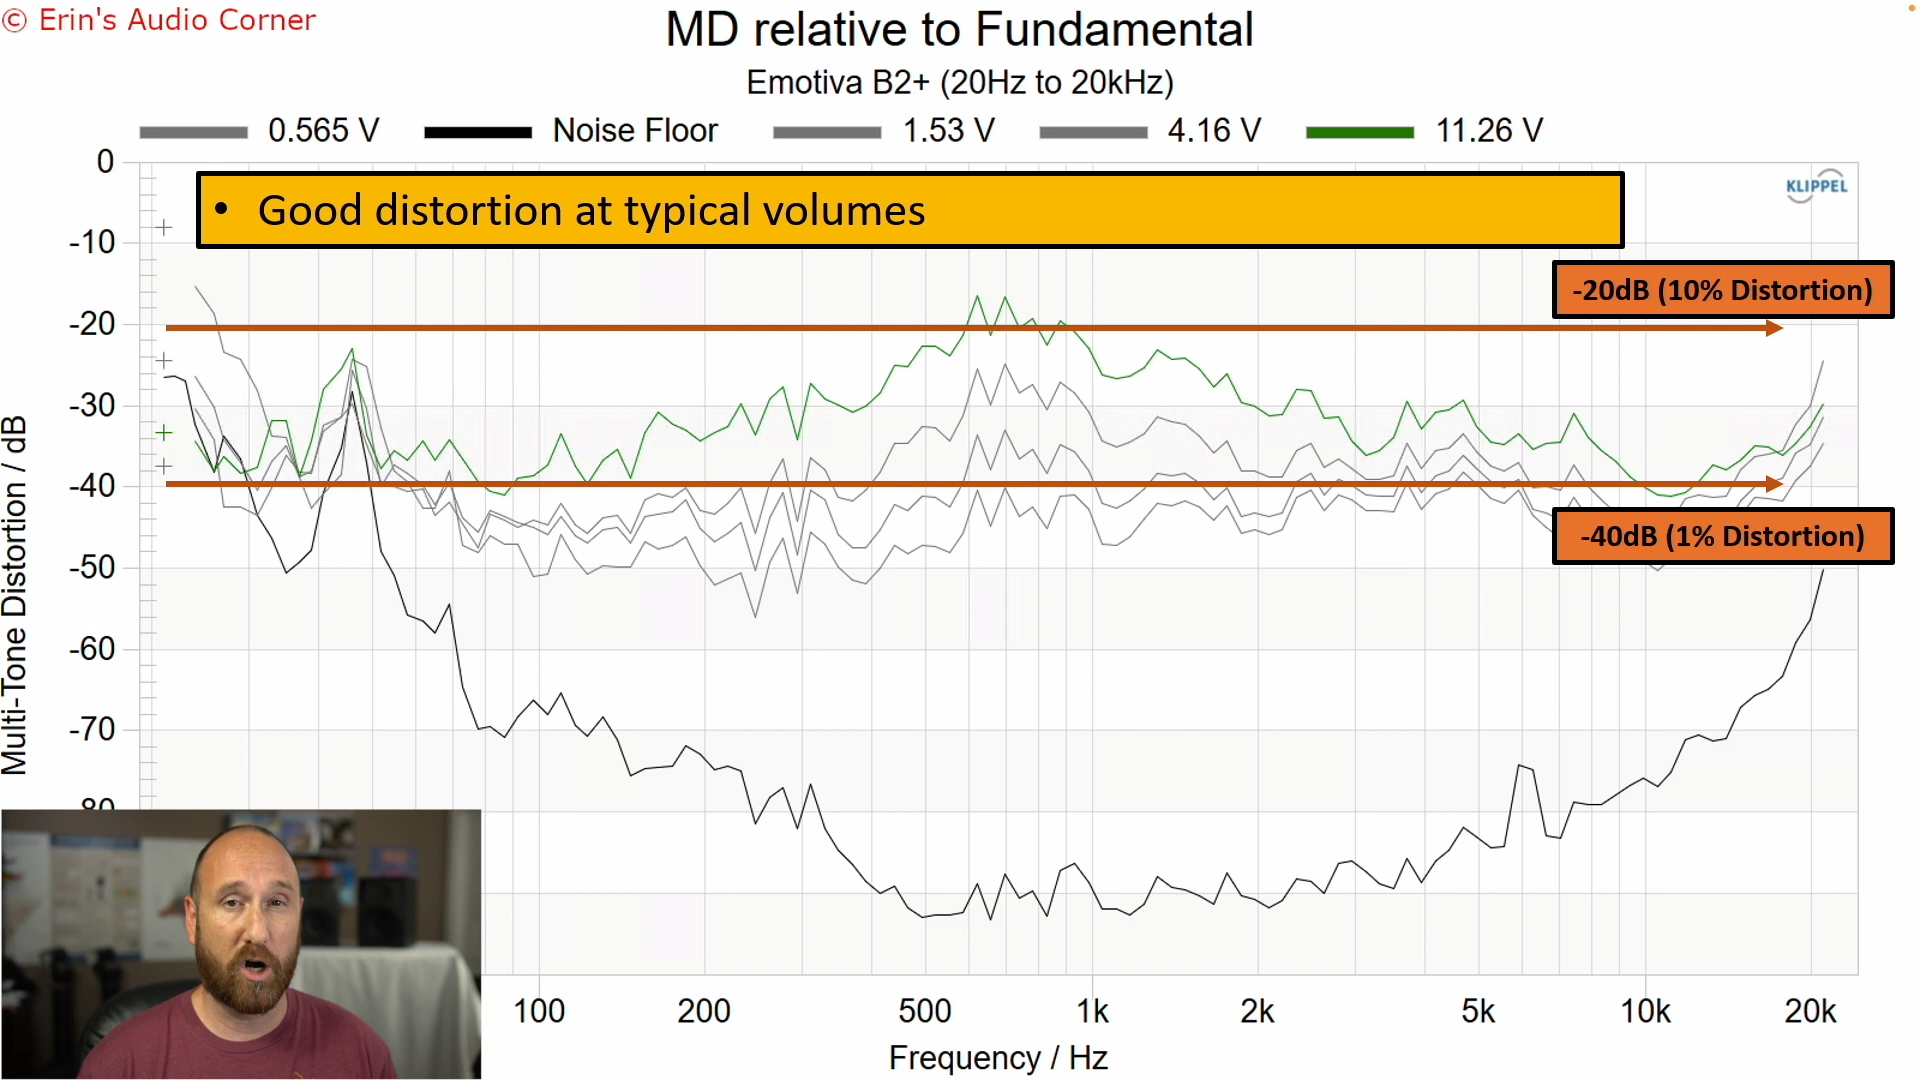 © Erin's Audio Corner
MD relative to Fundamental
Emotiva B2+ (20Hz to 20kHz)
0.565 V Noise Floor 1.53 V 4.16 V 11.26 V
KLIPPEL
• Good distortion at typical volumes
-20dB (10% Distortion)
-40dB (1% Distortion)
Multi-Tone Distortion / dB
0
-10
-20
-30
-40
-50
-60
-70
100 200 500 1k 2k 5k 10k 20k
Frequency / Hz